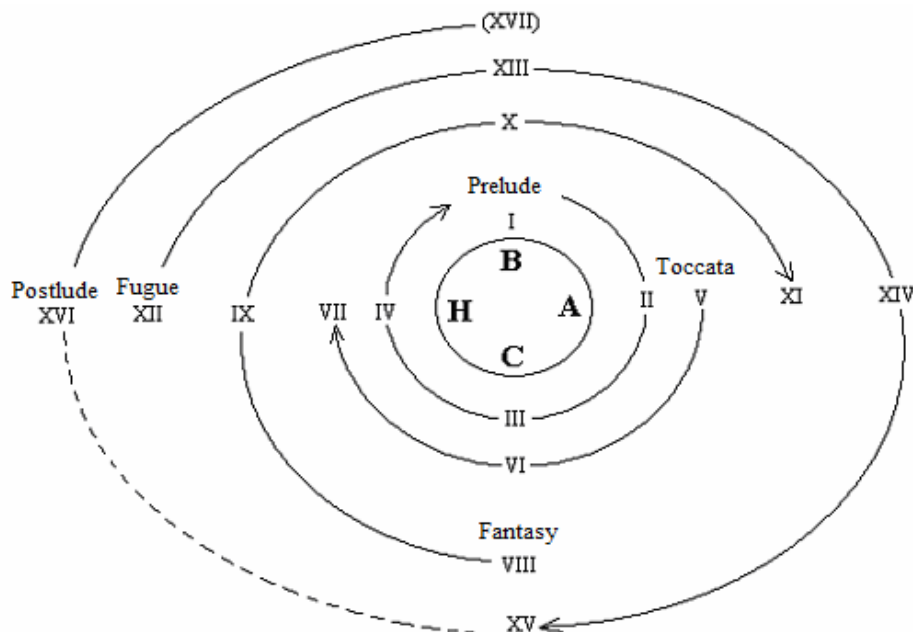 (XVII)
XIII
X
Prelude
I
B
Toccata
Postlude Fugue
XVI XII IX VII IV H A II V XI XIV
C
III
VI
Fantasy
VIII
XV